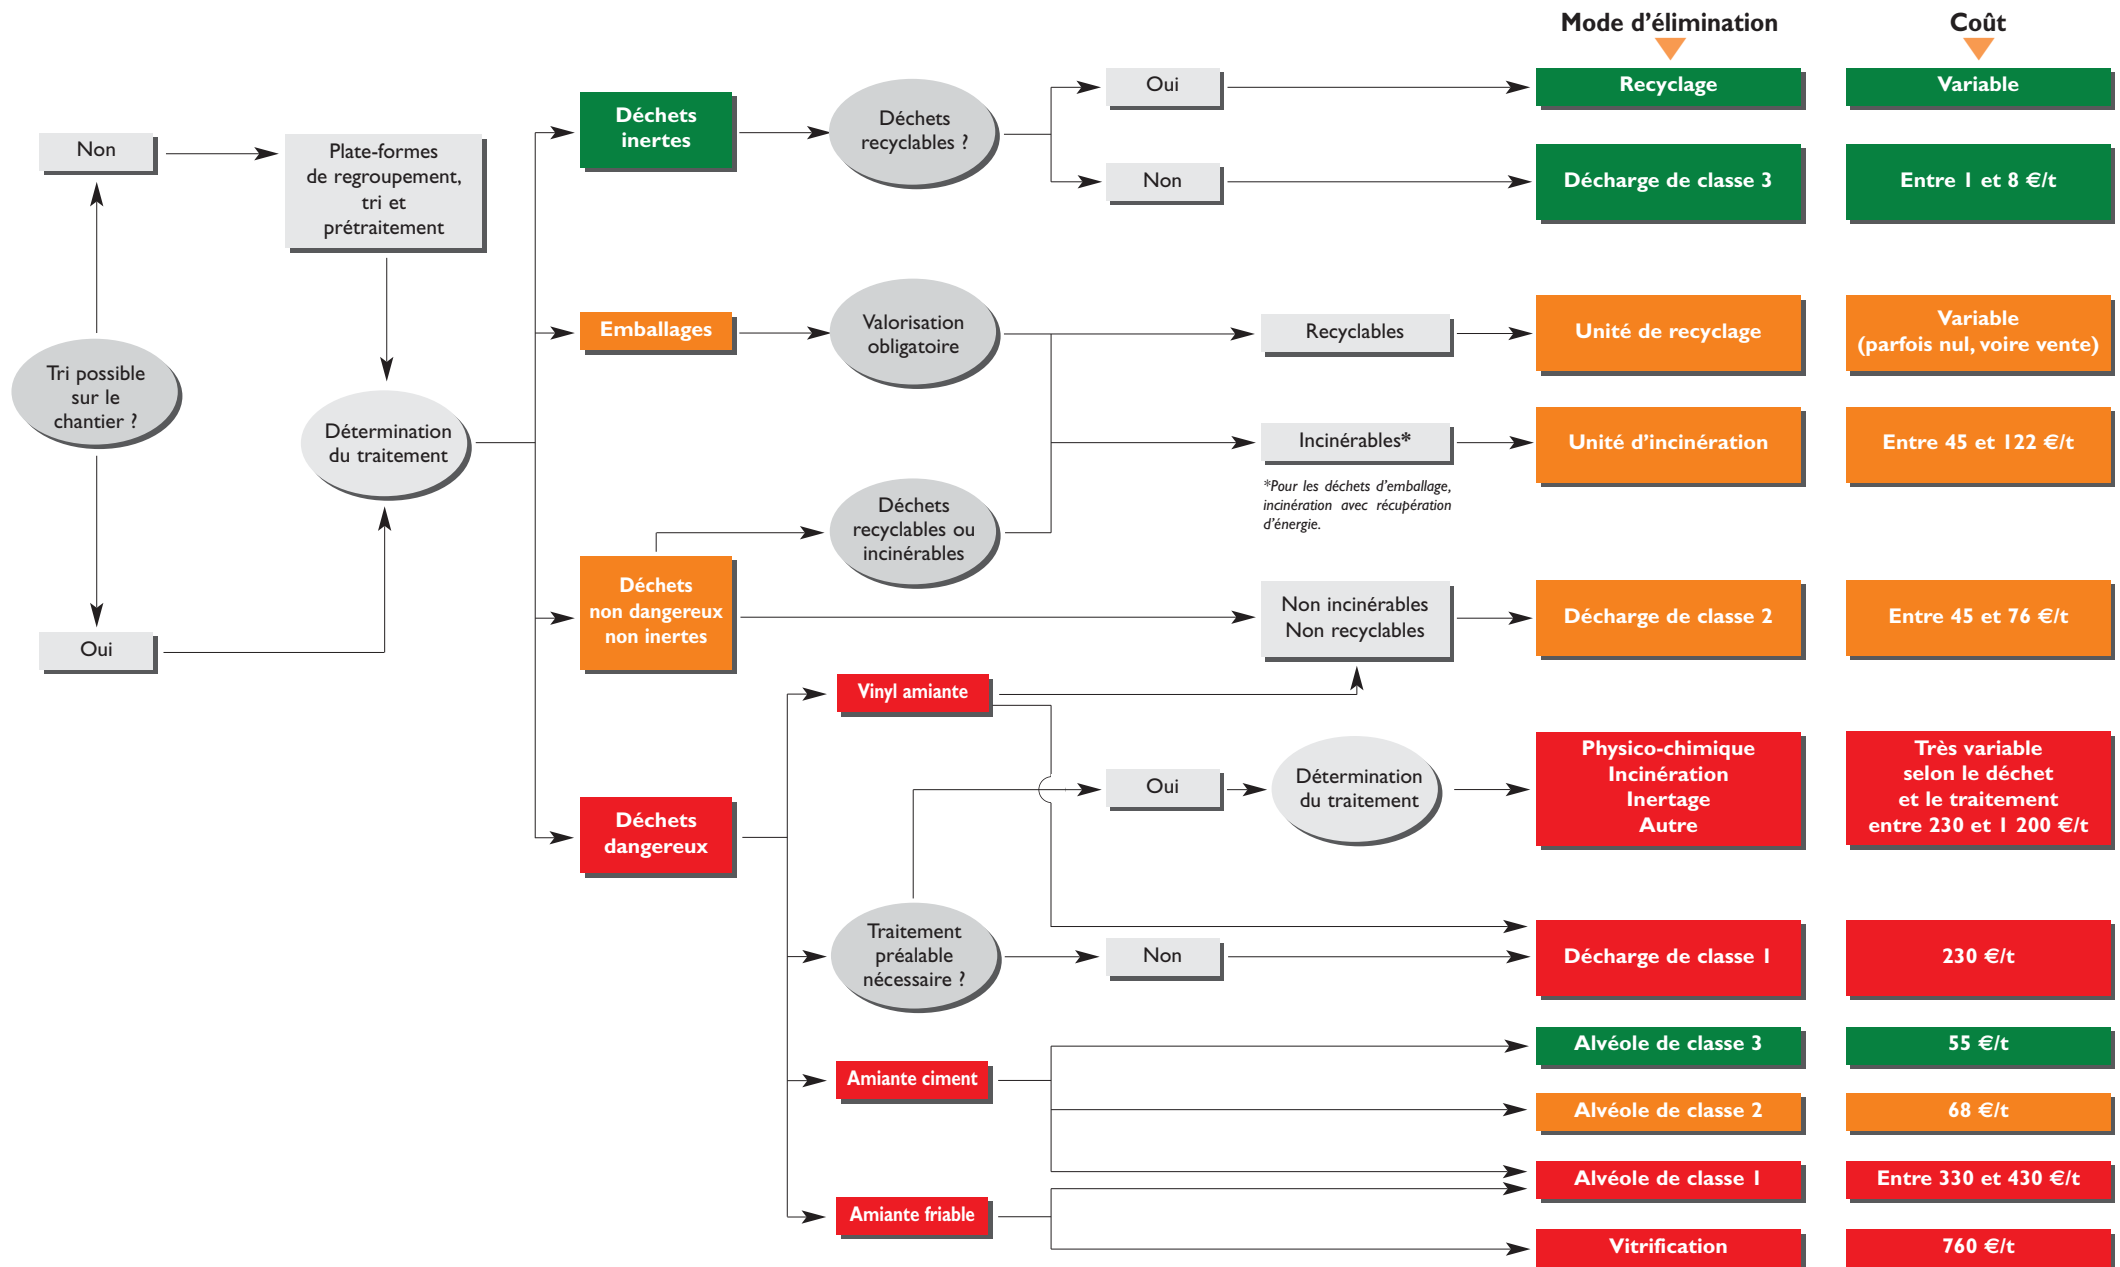 Mode d’élimination
Coût
Non
Plate-formes
de regroupement,
tri et
prétraitement
Tri possible
sur le
chantier ?
Oui
Détermination
du traitement
Déchets
inertes
Déchets
recyclables ?
Oui
Recyclage
Variable
Non
Décharge de classe 3
Entre 1 et 8 €/t
Emballages
Valorisation
obligatoire
Recyclables
Unité de recyclage
Variable
(parfois nul, voire vente)
Incinérables*
*Pour les déchets d’emballage,
incinération avec récupération
d’énergie.
Unité d’incinération
Entre 45 et 122 €/t
Déchets
recyclables ou
incinérables
Déchets
non dangereux
non inertes
Non incinérables
Non recyclables
Décharge de classe 2
Entre 45 et 76 €/t
Déchets
dangereux
Vinyl amiante
Oui
Détermination
du traitement
Physico-chimique
Incinération
Inertage
Autre
Très variable
selon le déchet
et le traitement
entre 230 et 1 200 €/t
Traitement
préalable
nécessaire ?
Non
Décharge de classe 1
230 €/t
Amiante ciment
Alvéole de classe 3
55 €/t
Alvéole de classe 2
68 €/t
Alvéole de classe 1
Entre 330 et 430 €/t
Amiante friable
Vitrification
760 €/t